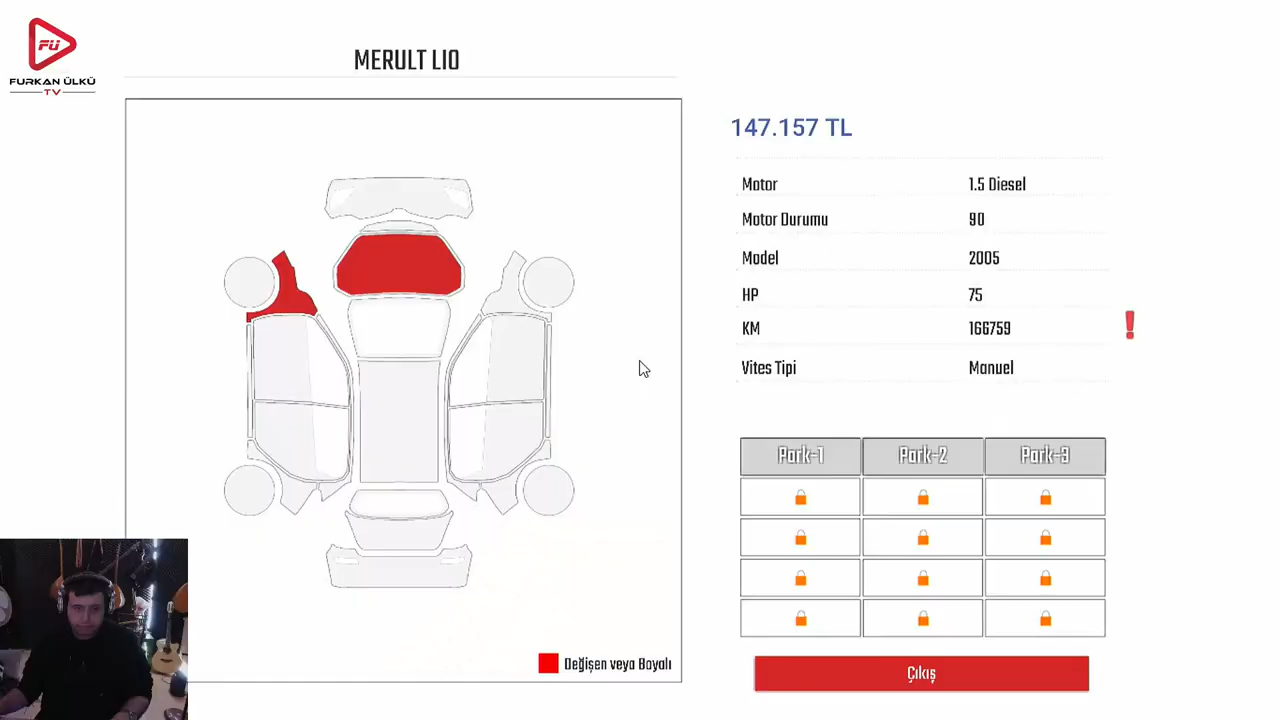 FU
FURKAN ÜLKÜ
TV
MERULT LIO
147.157 TL
Motor 1.5 Diesel
Motor Durumu 90
Model 2005
HP 75
KM 166759
Vites Tipi Manuel
Park-1 Park-2 Park-3
Değişen veya Boyalı
Çıkış